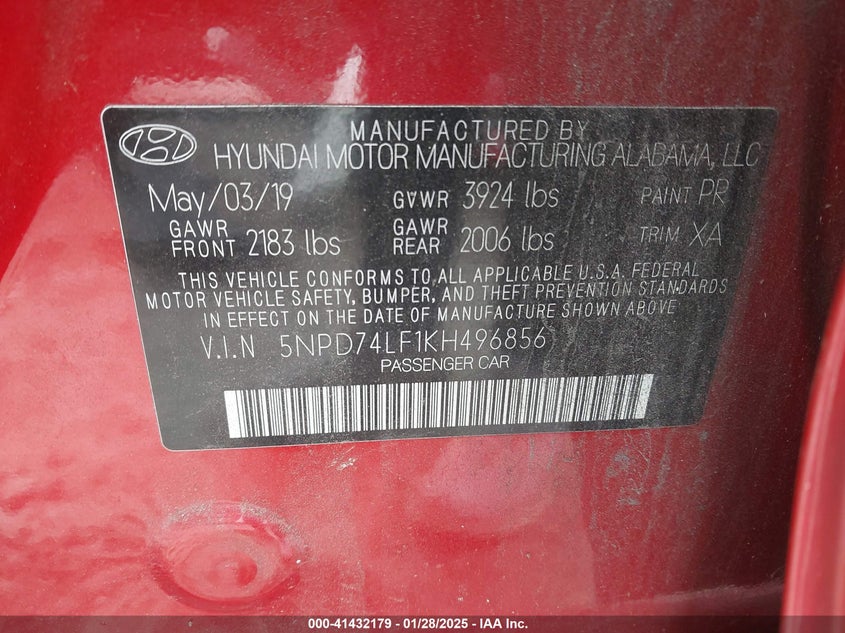 MANUFACTURED BY
HYUNDAI MOTOR MANUFACTURING ALABAMA, LLC
May/03/19 GVWR 3924 lbs PAINT PR
GAWR FRONT 2183 lbs GAWR REAR 2006 lbs TRIM XA
THIS VEHICLE CONFORMS TO ALL APPLICABLE U.S.A. FEDERAL
MOTOR VEHICLE SAFETY, BUMPER, AND THEFT PREVENTION STANDARDS
IN EFFECT ON THE DATE OF MANUFACTURE SHOWN ABOVE
V.I.N 5NPD74LF1KH496856
PASSENGER CAR
000-41432179 - 01/28/2025 - IAA Inc.